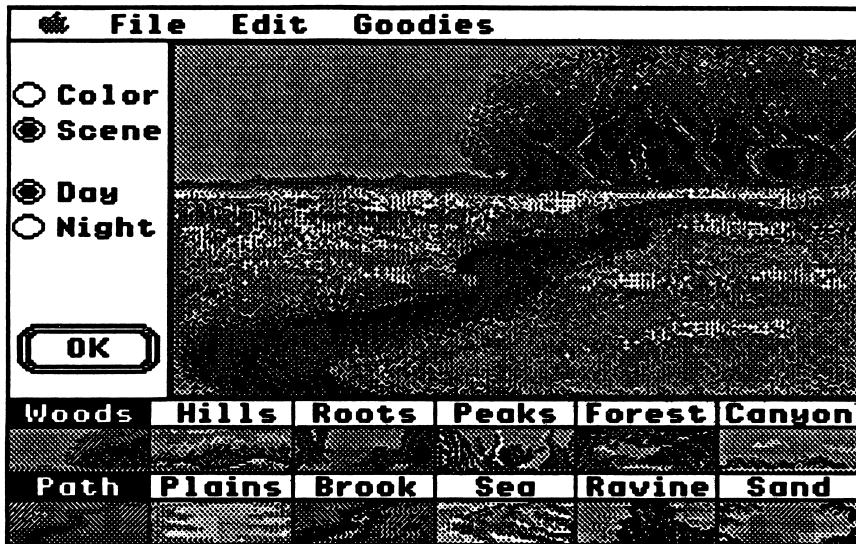 File Edit Goodies
Color
Scene
Day
Night
OK
Woods Hills Roots Peaks Forest Canyon
Path Plains Brook Sea Ravine Sand